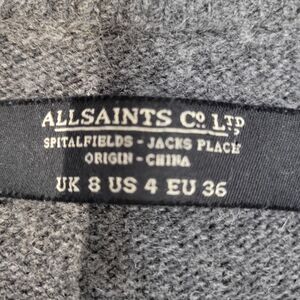 ALLSAINTS Cº. LTD
SPITALFIELDS - JACKS PLACE
ORIGIN - CHINA
UK 8 US 4 EU 36